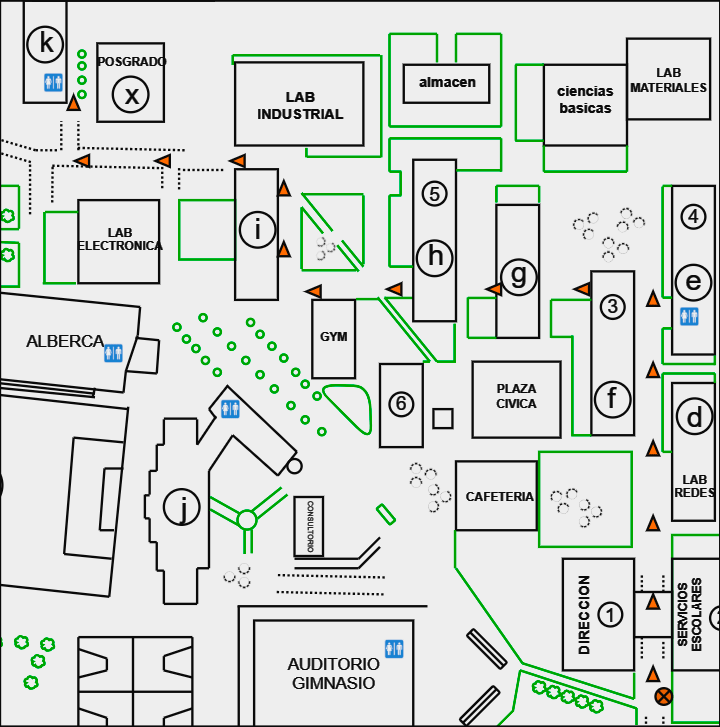 k
POSGRADO
x
LAB
INDUSTRIAL
almacen
ciencias
basicas
LAB
MATERIALES
LAB
ELECTRONICA
i
5
h
g
4
e
3
f
ALBERCA
GYM
6
PLAZA
CIVICA
d
LAB
REDES
j
CONSULTORIO
CAFETERIA
DIRECCION
1
SERVICIOS
ESCOLARES
AUDITORIO
GIMNASIO